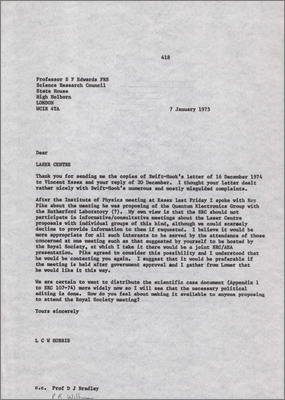 418
Professor S F Edwards FRS
Science Research Council
State House
High Holborn
LONDON
WC1R 4TA
7 January 1973
Dear
LASER CENTRE
Thank you for sending me the copies of Swift-Hook's letter of 16 December 1974
to Vincent Essex and your reply of 20 December. I thought your letter dealt
rather nicely with Swift-Hook's numerous and mostly misguided complaints.
After the Institute of Physics meeting at Essex last Friday I spoke with Roy
Pike about the meeting he was proposing of the Quantum Electronics Group with
the Rutherford Laboratory (?). My own view is that the SRC should not
participate in informative/consultative meetings about the Laser Centre
proposals with individual groups of this kind, although we could scarcely
decline to provide information to them if requested. I believe it would be
more appropriate for all such interests to be served by the attendance of those
concerned at one meeting such as that suggested by yourself to be hosted by
the Royal Society, at which I take it there would be a joint SRC/AEA
presentation. Pike agreed to consider this possibility and I understood that
he would be contacting you again. I suggest that it would be preferable if
the meeting is held after government approval and I gather from Lomer that
he would like it this way.
We are certain to want to distribute the scientific case document (Appendix 1
to SRC 107-74) more widely now so I will see that the necessary political
editing is done. How do you feel about making it available to anyone proposing
to attend the Royal Society meeting?
Yours sincerely
L C W HOBBIS
c.c. Prof D J Bradley